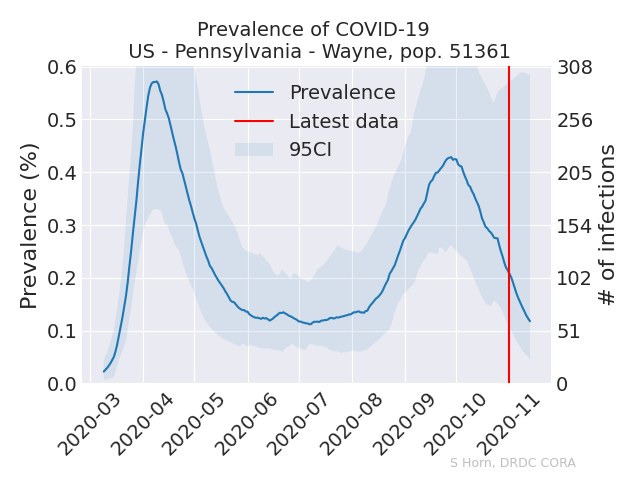 Prevalence of COVID-19
US - Pennsylvania - Wayne, pop. 51361
Prevalence (%)
0.6
0.5
0.4
0.3
0.2
0.1
0.0
Prevalence
Latest data
95CI
308
256
205
154
102
51
0
# of infections
2020-03
2020-04
2020-05
2020-06
2020-07
2020-08
2020-09
2020-10
2020-11
S Horn, DRDC CORA